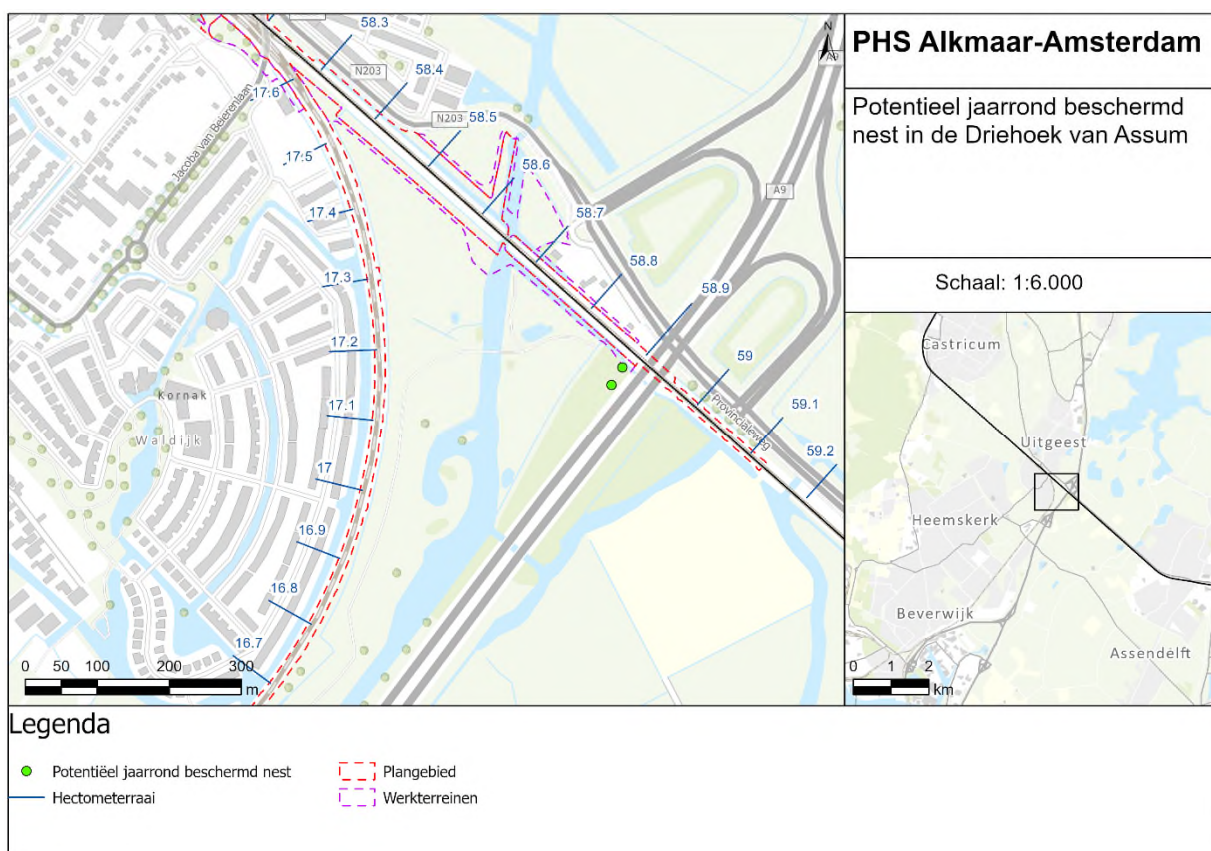 PHS Alkmaar-Amsterdam
Potentieel jaarrond beschermd
nest in de Driehoek van Assum
Schaal: 1:6.000
N
58.3
N203
58.4
A9
17.6
Jacoba van Beierenlaan
N203
58.5
17.5
58.6
A9
17.4
58.7
58.8
17.3
58.9
17.2
59
Kornak
17.1
Provincialeweg
59.1
Waldijk
17
59.2
16.9
16.8
16.7
0 50 100 200 300
m
Castricum
Uitgeest
Heemskerk
Beverwijk
Assendelft
0 1 2
km
Legenda
Potentiëel jaarrond beschermd nest
Plangebied
Hectometerraai
Werkterreinen